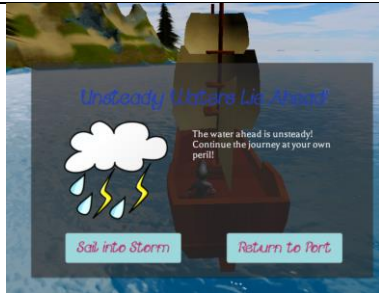 Unsteady Waters Lie Ahead!
The water ahead is unsteady!
Continue the journey at your own
peril!
Sail into Storm
Return to Port